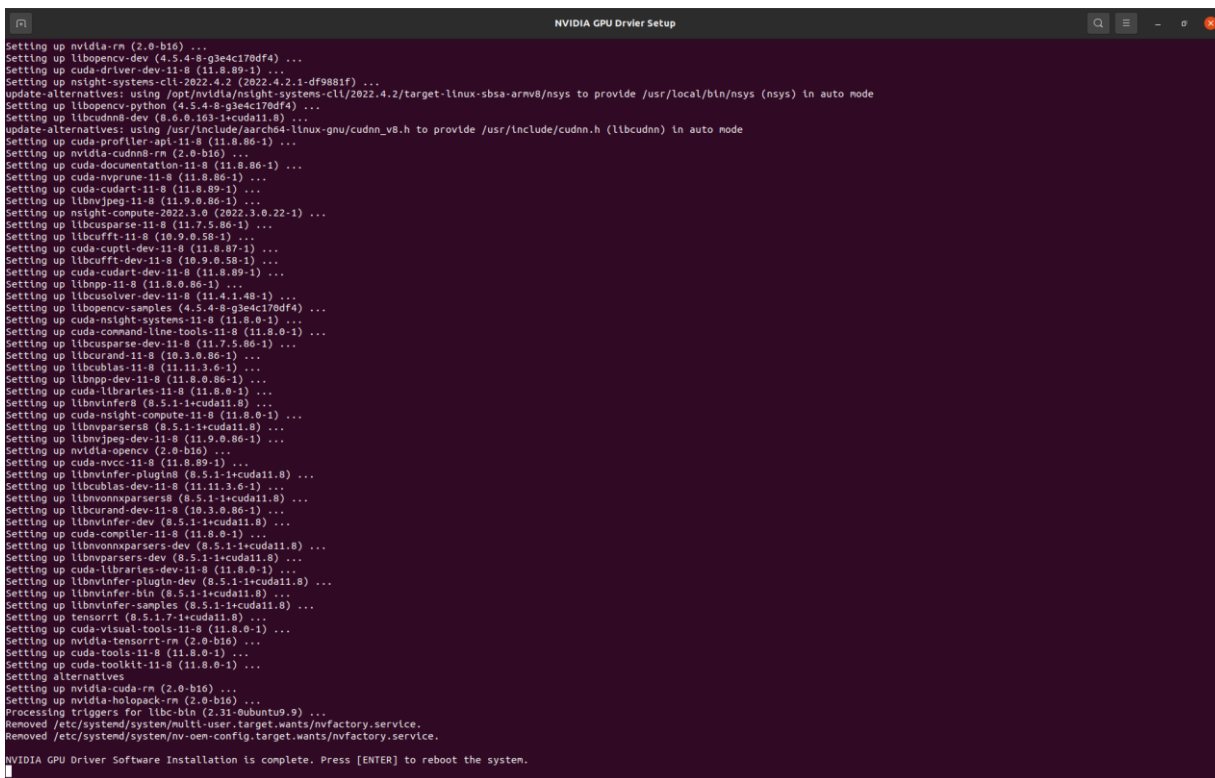 NVIDIA GPU Drvier Setup
Setting up nvidia-rm (2.0-b16) ...
Setting up libopencv-dev (4.5.4-8-g3e4c170df4) ...
Setting up cuda-driver-dev-11-8 (11.8.89-1) ...
Setting up nsight-systems-cli-2022.4.2 (2022.4.2.1-df9881f) ...
update-alternatives: using /opt/nvidia/nsight-systems-cli/2022.4.2/target-linux-sbsa-armv8/nsys to provide /usr/local/bin/nsys (nsys) in auto mode
Setting up libopencv-python (4.5.4-8-g3e4c170df4) ...
Setting up libcudnn8-dev (8.6.0.163-1+cuda11.8) ...
update-alternatives: using /usr/include/aarch64-linux-gnu/cudnn_v8.h to provide /usr/include/cudnn.h (libcudnn) in auto mode
Setting up cuda-profiler-api-11-8 (11.8.86-1) ...
Setting up nvidia-cudnn8-rm (2.0-b16) ...
Setting up cuda-documentation-11-8 (11.8.86-1) ...
Setting up cuda-nvprune-11-8 (11.8.86-1) ...
Setting up cuda-cudart-11-8 (11.8.89-1) ...
Setting up libnvjpeg-11-8 (11.9.0.86-1) ...
Setting up nsight-compute-2022.3.0 (2022.3.0.22-1) ...
Setting up libcusparse-11-8 (11.7.5.86-1) ...
Setting up libcufft-11-8 (10.9.0.58-1) ...
Setting up cuda-cupti-dev-11-8 (11.8.87-1) ...
Setting up libcufft-dev-11-8 (10.9.0.58-1) ...
Setting up cuda-cudart-dev-11-8 (11.8.89-1) ...
Setting up libnpp-11-8 (11.8.0.86-1) ...
Setting up libcusolver-dev-11-8 (11.4.1.48-1) ...
Setting up libopencv-samples (4.5.4-8-g3e4c170df4) ...
Setting up cuda-nsight-systems-11-8 (11.8.0-1) ...
Setting up cuda-command-line-tools-11-8 (11.8.0-1) ...
Setting up libcusparse-dev-11-8 (11.7.5.86-1) ...
Setting up libcurand-11-8 (10.3.0.86-1) ...
Setting up libcublas-11-8 (11.11.3.6-1) ...
Setting up libnpp-dev-11-8 (11.8.0.86-1) ...
Setting up cuda-libraries-11-8 (11.8.0-1) ...
Setting up libnvinfer8 (8.5.1-1+cuda11.8) ...
Setting up cuda-nsight-compute-11-8 (11.8.0-1) ...
Setting up libnvparsers8 (8.5.1-1+cuda11.8) ...
Setting up libnvjpeg-dev-11-8 (11.9.0.86-1) ...
Setting up nvidia-opencv (2.0-b16) ...
Setting up cuda-nvcc-11-8 (11.8.89-1) ...
Setting up libnvinfer-plugin8 (8.5.1-1+cuda11.8) ...
Setting up libcublas-dev-11-8 (11.11.3.6-1) ...
Setting up libnvonnxparsers8 (8.5.1-1+cuda11.8) ...
Setting up libcurand-dev-11-8 (10.3.0.86-1) ...
Setting up libnvinfer-dev (8.5.1-1+cuda11.8) ...
Setting up cuda-compiler-11-8 (11.8.0-1) ...
Setting up libnvonnxparsers-dev (8.5.1-1+cuda11.8) ...
Setting up libnvparsers-dev (8.5.1-1+cuda11.8) ...
Setting up cuda-libraries-dev-11-8 (11.8.0-1) ...
Setting up libnvinfer-plugin-dev (8.5.1-1+cuda11.8) ...
Setting up libnvinfer-bin (8.5.1-1+cuda11.8) ...
Setting up libnvinfer-samples (8.5.1-1+cuda11.8) ...
Setting up tensorrt (8.5.1.7-1+cuda11.8) ...
Setting up cuda-visual-tools-11-8 (11.8.0-1) ...
Setting up nvidia-tensorrt-rm (2.0-b16) ...
Setting up cuda-tools-11-8 (11.8.0-1) ...
Setting up cuda-toolkit-11-8 (11.8.0-1) ...
Setting alternatives
Setting up nvidia-cuda-rm (2.0-b16) ...
Setting up nvidia-holopack-rm (2.0-b16) ...
Processing triggers for libc-bin (2.31-0ubuntu9.9) ...
Removed /etc/systemd/system/multi-user.target.wants/nvfactory.service.
Removed /etc/systemd/system/nv-oem-config.target.wants/nvfactory.service.
NVIDIA GPU Driver Software Installation is complete. Press [ENTER] to reboot the system.